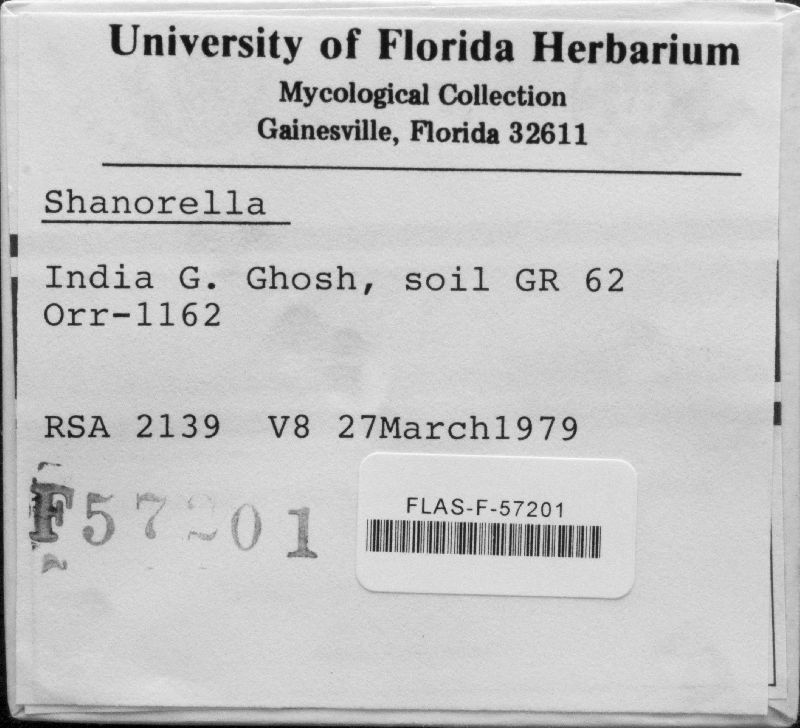 University of Florida Herbarium
Mycological Collection
Gainesville, Florida 32611
Shanorella
India G. Ghosh, soil GR 62
Orr-1162
RSA 2139 V8 27March1979
F57201
FLAS-F-57201